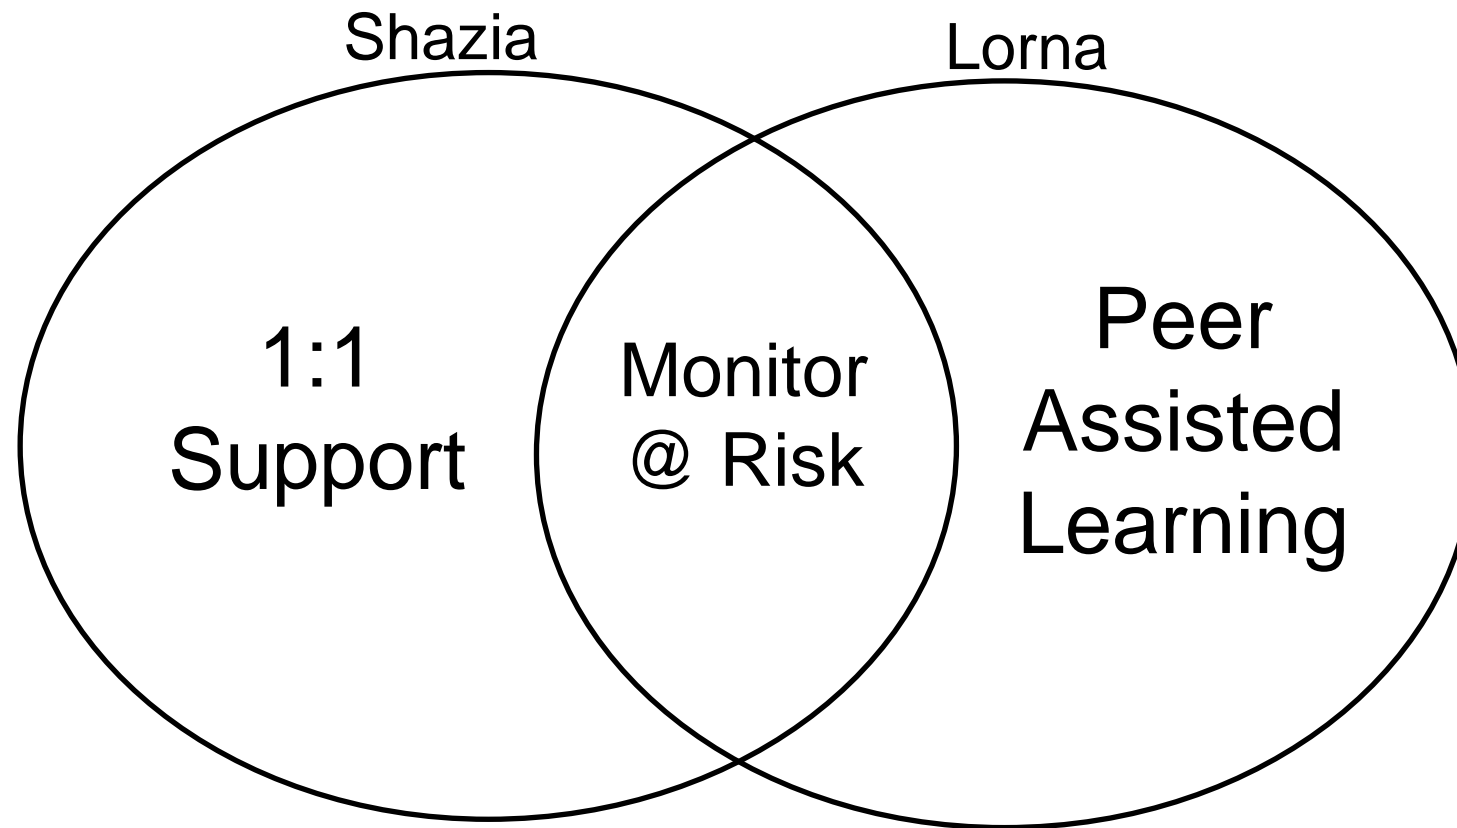 Shazia
Lorna
1:1
Support
Monitor
@ Risk
Peer
Assisted
Learning